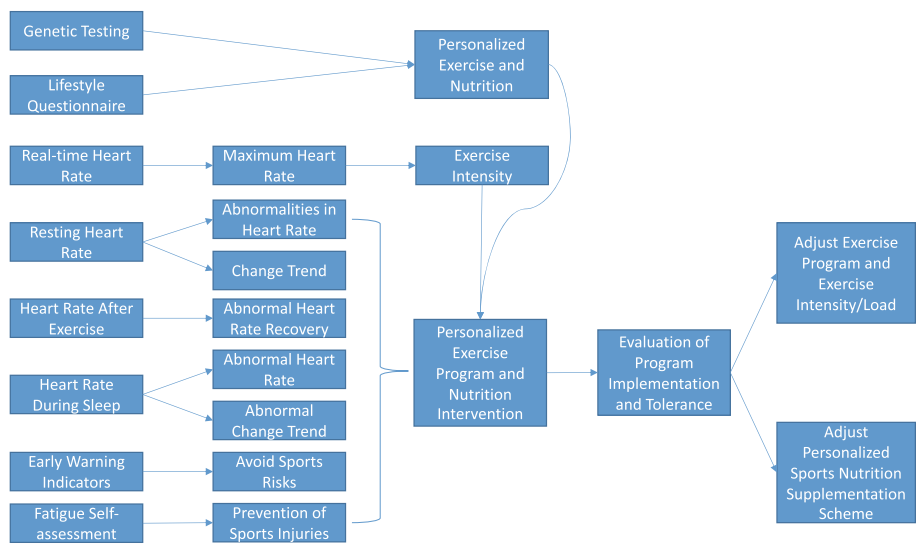 Genetic Testing
Lifestyle
Questionnaire
Personalized
Exercise and
Nutrition
Real-time Heart
Rate
Maximum Heart
Rate
Exercise
Intensity
Resting Heart
Rate
Abnormalities in
Heart Rate
Change Trend
Heart Rate After
Exercise
Abnormal Heart
Rate Recovery
Heart Rate
During Sleep
Abnormal Heart
Rate
Abnormal
Change Trend
Early Warning
Indicators
Avoid Sports
Risks
Fatigue Self-
assessment
Prevention of
Sports Injuries
Personalized
Exercise
Program and
Nutrition
Intervention
Evaluation of
Program
Implementation
and Tolerance
Adjust Exercise
Program and
Exercise
Intensity/Load
Adjust
Personalized
Sports Nutrition
Supplementation
Scheme